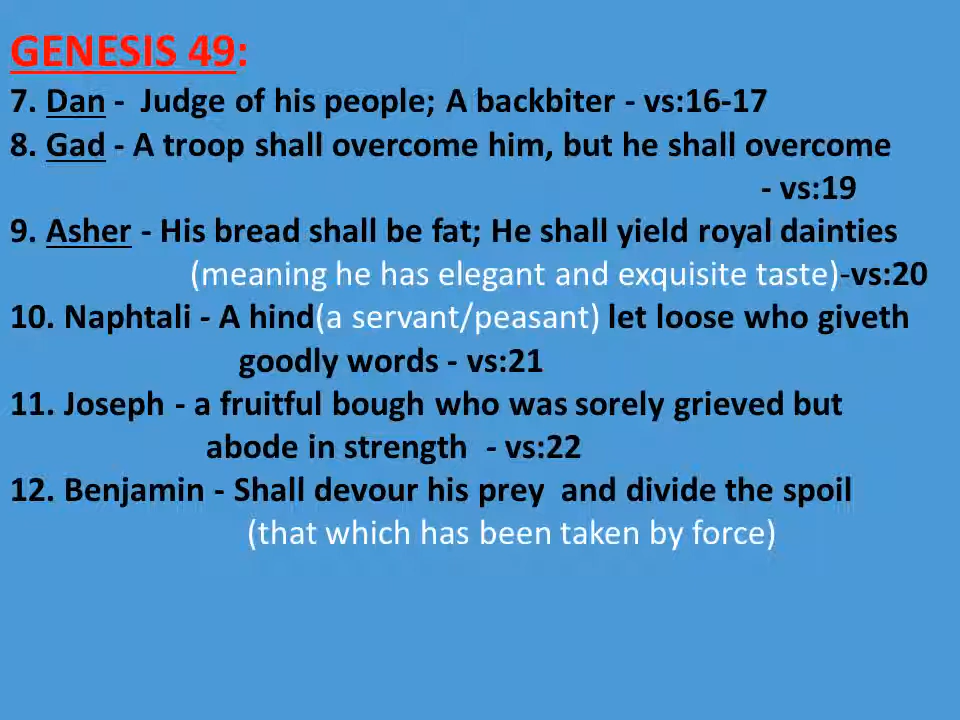 GENESIS 49:
7. Dan - Judge of his people; A backbiter - vs:16-17
8. Gad - A troop shall overcome him, but he shall overcome
- vs:19
9. Asher - His bread shall be fat; He shall yield royal dainties
(meaning he has elegant and exquisite taste)-vs:20
10. Naphtali - A hind(a servant/peasant) let loose who giveth
goodly words - vs:21
11. Joseph - a fruitful bough who was sorely grieved but
abode in strength - vs:22
12. Benjamin - Shall devour his prey and divide the spoil
(that which has been taken by force)